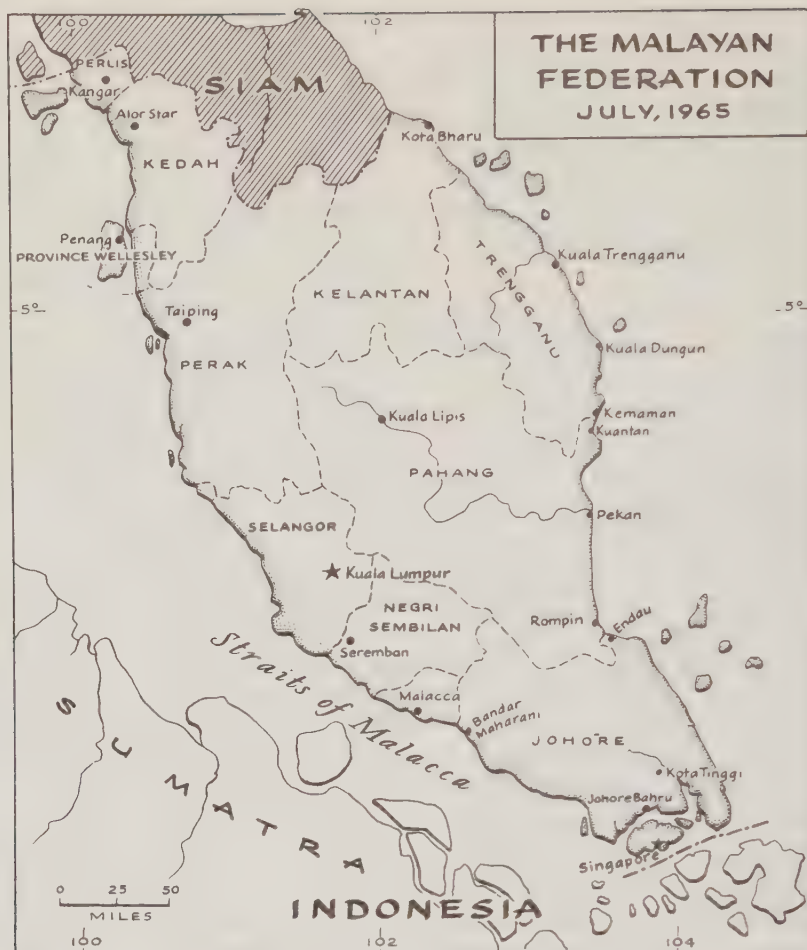 100
102
THE MALAYAN
FEDERATION
JULY, 1965
PERLIS
Kangar
SIAM
Alor Star
Kota Bharu
KEDAH
Penang
PROVINCE WELLESLEY
Kuala Trengganu
TRENGGANU
KELANTAN
5°
Taiping
5°
Kuala Dungun
PERAK
Kuala Lipis
Kemaman
Kuantan
PAHANG
SELANGOR
Pekan
Kuala Lumpur
NEGRI
SEMBILAN
Rompin
Endau
Seremban
Straits of Malacca
Malacca
Bandar
Maharani
JOHORE
SUMATRA
Kota Tinggi
Johore Bahru
Singapore
0 25 50
MILES
INDONESIA
100
102
104